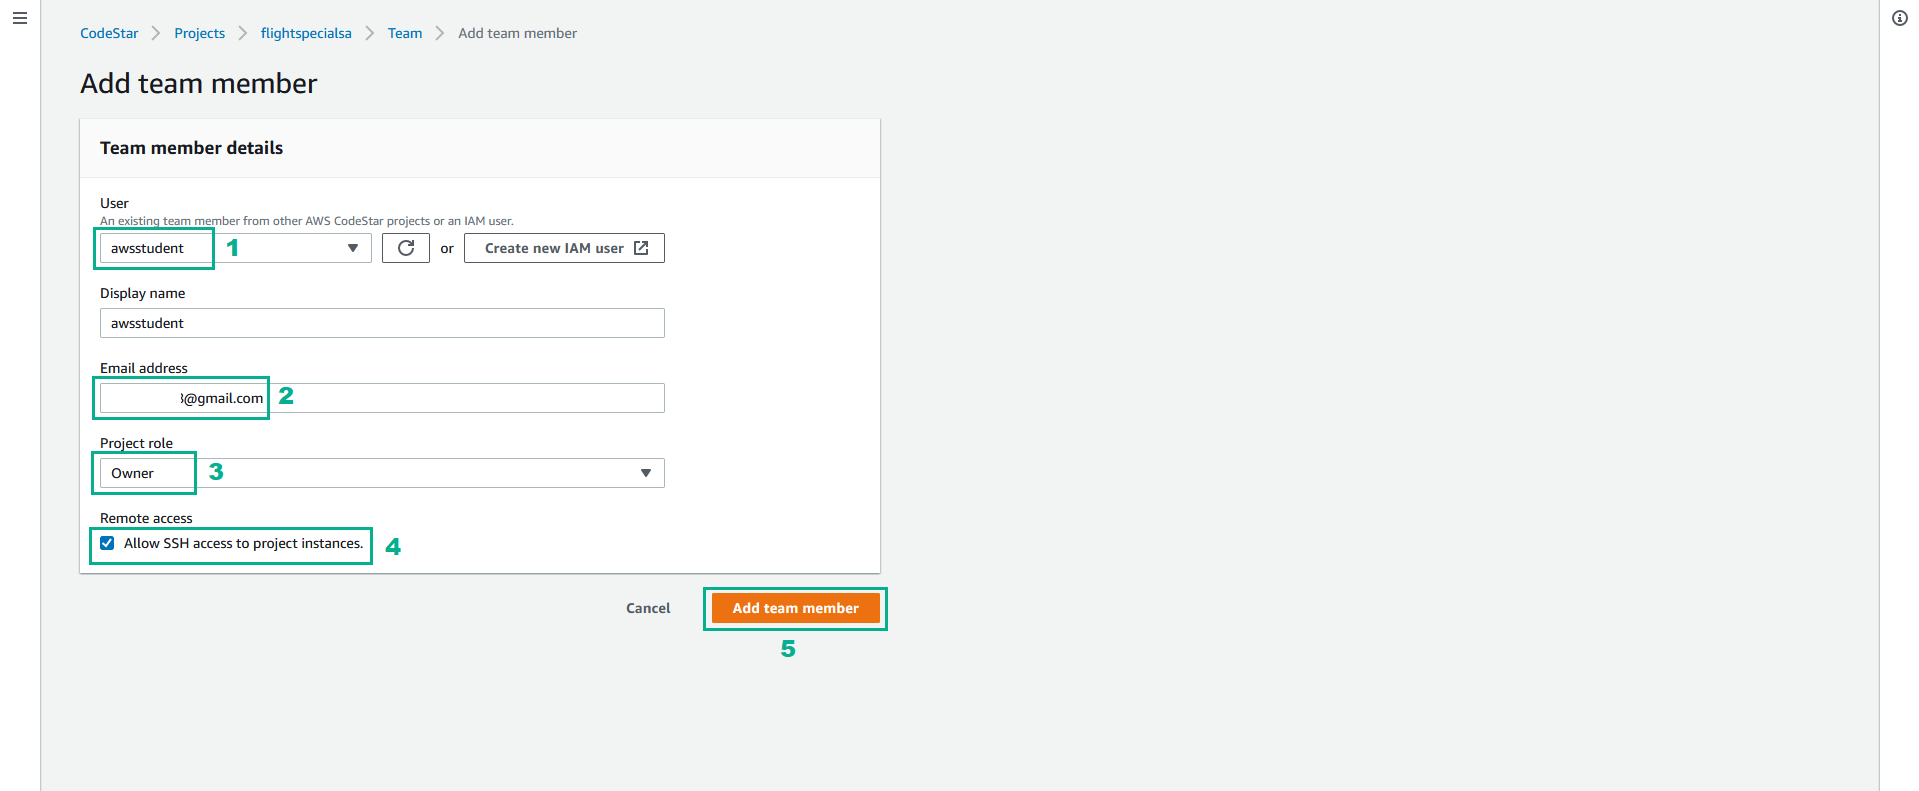 CodeStar Projects flightspecialsa Team Add team member
Add team member
Team member details
User
An existing team member from other AWS CodeStar projects or an IAM user.
awsstudent 1 or Create new IAM user
Display name
awsstudent
Email address
@gmail.com 2
Project role
Owner 3
Remote access
Allow SSH access to project instances. 4
Cancel Add team member
5